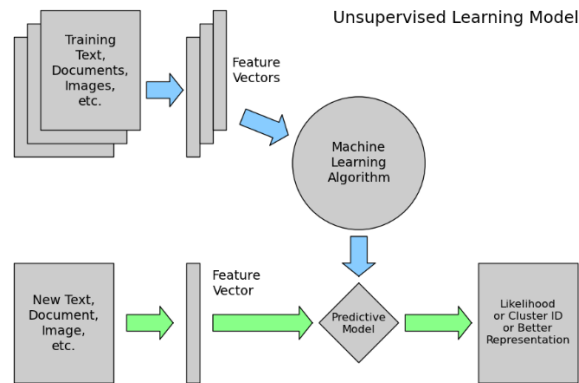 Unsupervised Learning Model
Training
Text,
Documents,
Images,
etc.
Feature
Vectors
Machine
Learning
Algorithm
New Text,
Document,
Image,
etc.
Feature
Vector
Predictive
Model
Likelihood
or Cluster ID
or Better
Representation